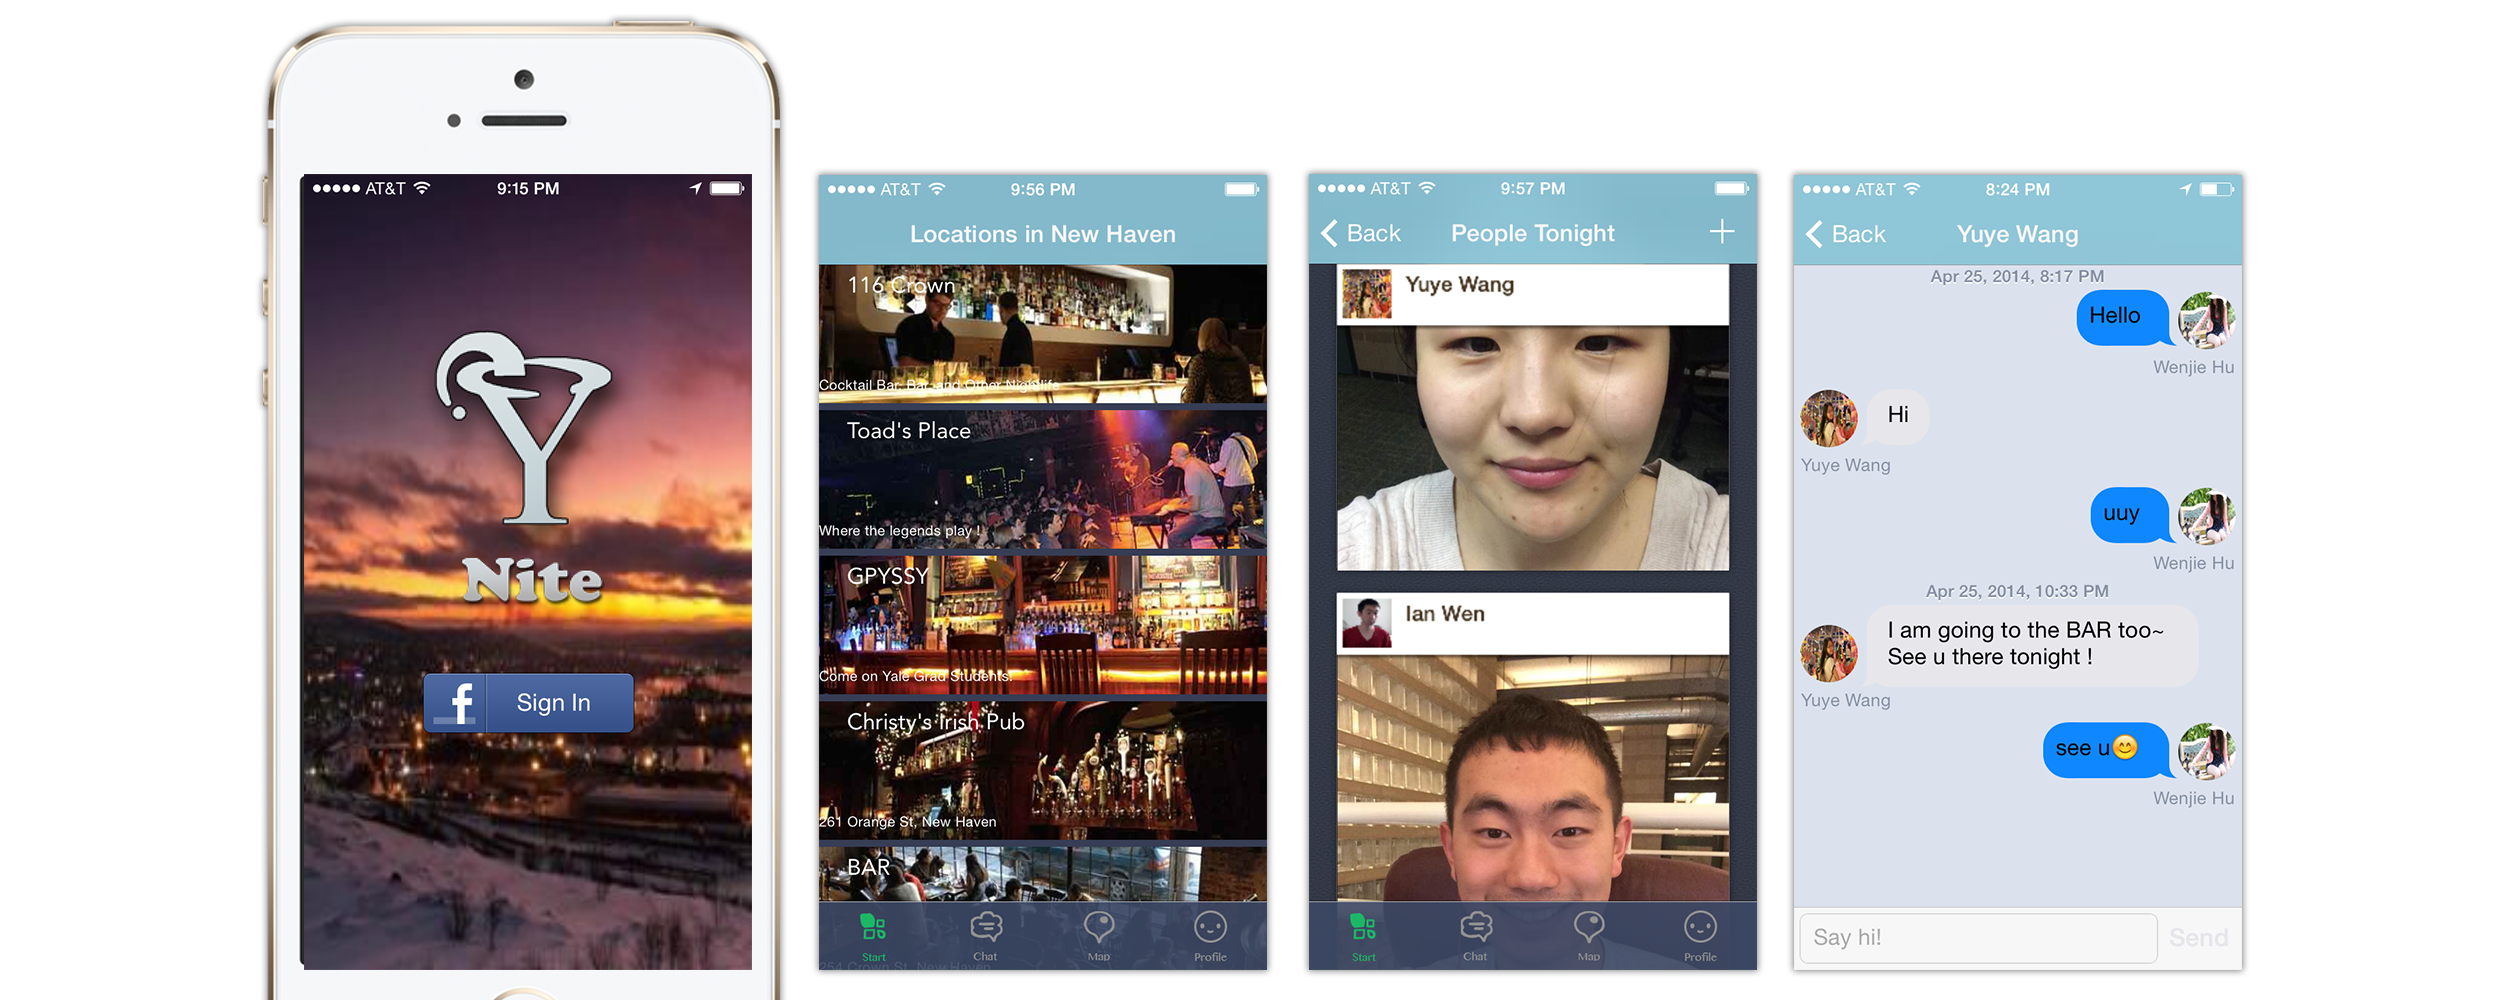 AT&T 9:15 PM
Y
Nite
f Sign In
AT&T 9:56 PM
Locations in New Haven
116 Crown
Cocktail Bar, Bar, and Other Nightlife
Toad's Place
Where the legends play !
GPYSSY
Come on Yale Grad Students!
Christy's Irish Pub
261 Orange St, New Haven
BAR
254 Crown St, New Haven
Start Chat Map Profile
AT&T 9:57 PM
Back People Tonight +
Yuye Wang
Ian Wen
Start Chat Map Profile
AT&T 8:24 PM
Back Yuye Wang
Apr 25, 2014, 8:17 PM
Hello
Wenjie Hu
Hi
Yuye Wang
uuy
Wenjie Hu
Apr 25, 2014, 10:33 PM
I am going to the BAR too~
See u there tonight !
Yuye Wang
see u😊
Wenjie Hu
Say hi! Send